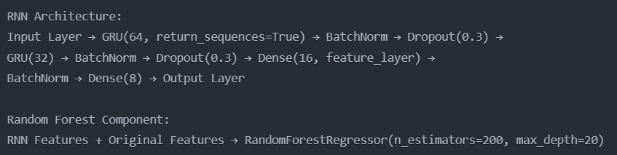 RNN Architecture:
Input Layer → GRU(64, return_sequences=True) → BatchNorm → Dropout(0.3) →
GRU(32) → BatchNorm → Dropout(0.3) → Dense(16, feature_layer) →
BatchNorm → Dense(8) → Output Layer
Random Forest Component:
RNN Features + Original Features → RandomForestRegressor(n_estimators=200, max_depth=20)